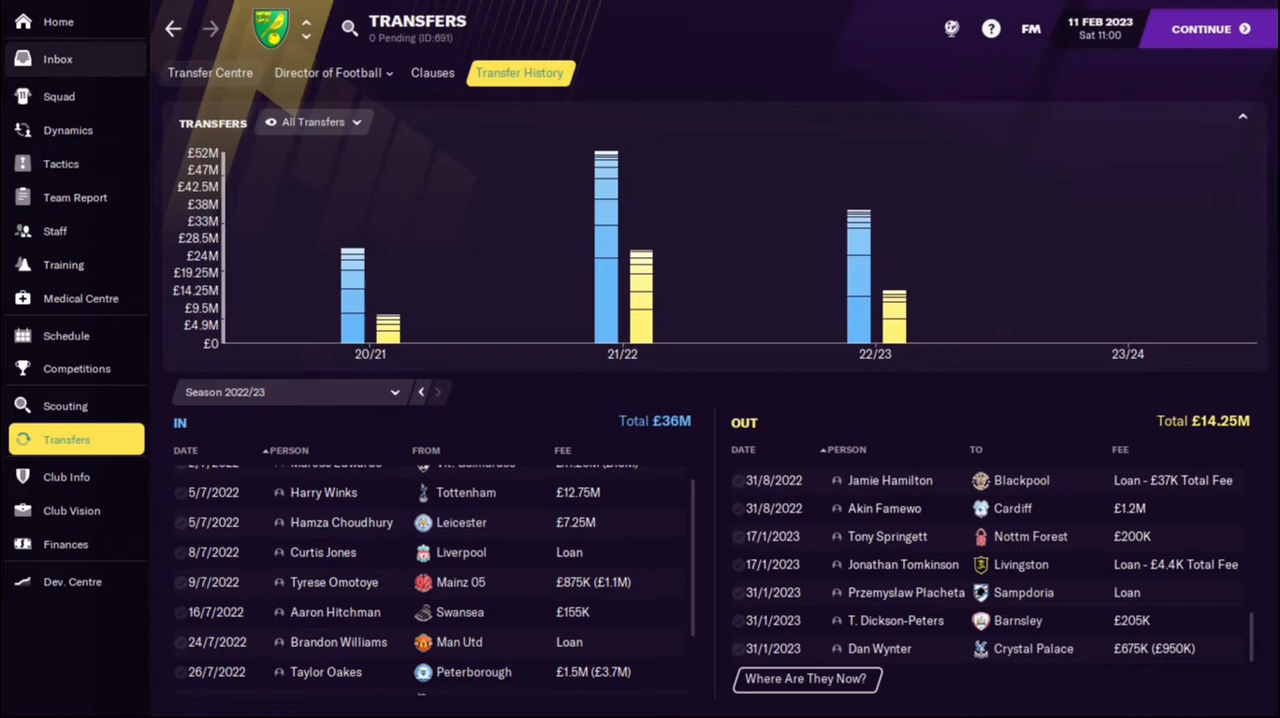 Home
Inbox
Squad
Dynamics
Tactics
Team Report
Staff
Training
Medical Centre
Schedule
Competitions
Scouting
Transfers
Club Info
Club Vision
Finances
Dev. Centre
TRANSFERS
0 Pending (ID:691)
? FM 11 FEB 2023 CONTINUE
Sat 11:00
Transfer Centre Director of Football Clauses Transfer History
TRANSFERS All Transfers
£52M
£47M
£42.5M
£38M
£33M
£28.5M
£24M
£19.25M
£14.25M
£9.5M
£4.9M
£0
20/21 21/22 22/23 23/24
Season 2022/23
IN Total £36M
DATE PERSON FROM FEE
5/7/2022 Harry Winks Tottenham £12.75M
5/7/2022 Hamza Choudhury Leicester £7.25M
8/7/2022 Curtis Jones Liverpool Loan
9/7/2022 Tyrese Omotoye Mainz 05 £875K (£1.1M)
16/7/2022 Aaron Hitchman Swansea £155K
24/7/2022 Brandon Williams Man Utd Loan
26/7/2022 Taylor Oakes Peterborough £1.5M (£3.7M)
OUT Total £14.25M
DATE PERSON TO FEE
31/8/2022 Jamie Hamilton Blackpool Loan - £37K Total Fee
31/8/2022 Akin Famewo Cardiff £1.2M
17/1/2023 Tony Springett Nottm Forest £200K
17/1/2023 Jonathan Tomkinson Livingston Loan - £4.4K Total Fee
31/1/2023 Przemyslaw Placheta Sampdoria Loan
31/1/2023 T. Dickson-Peters Barnsley £205K
31/1/2023 Dan Wynter Crystal Palace £675K (£950K)
Where Are They Now?